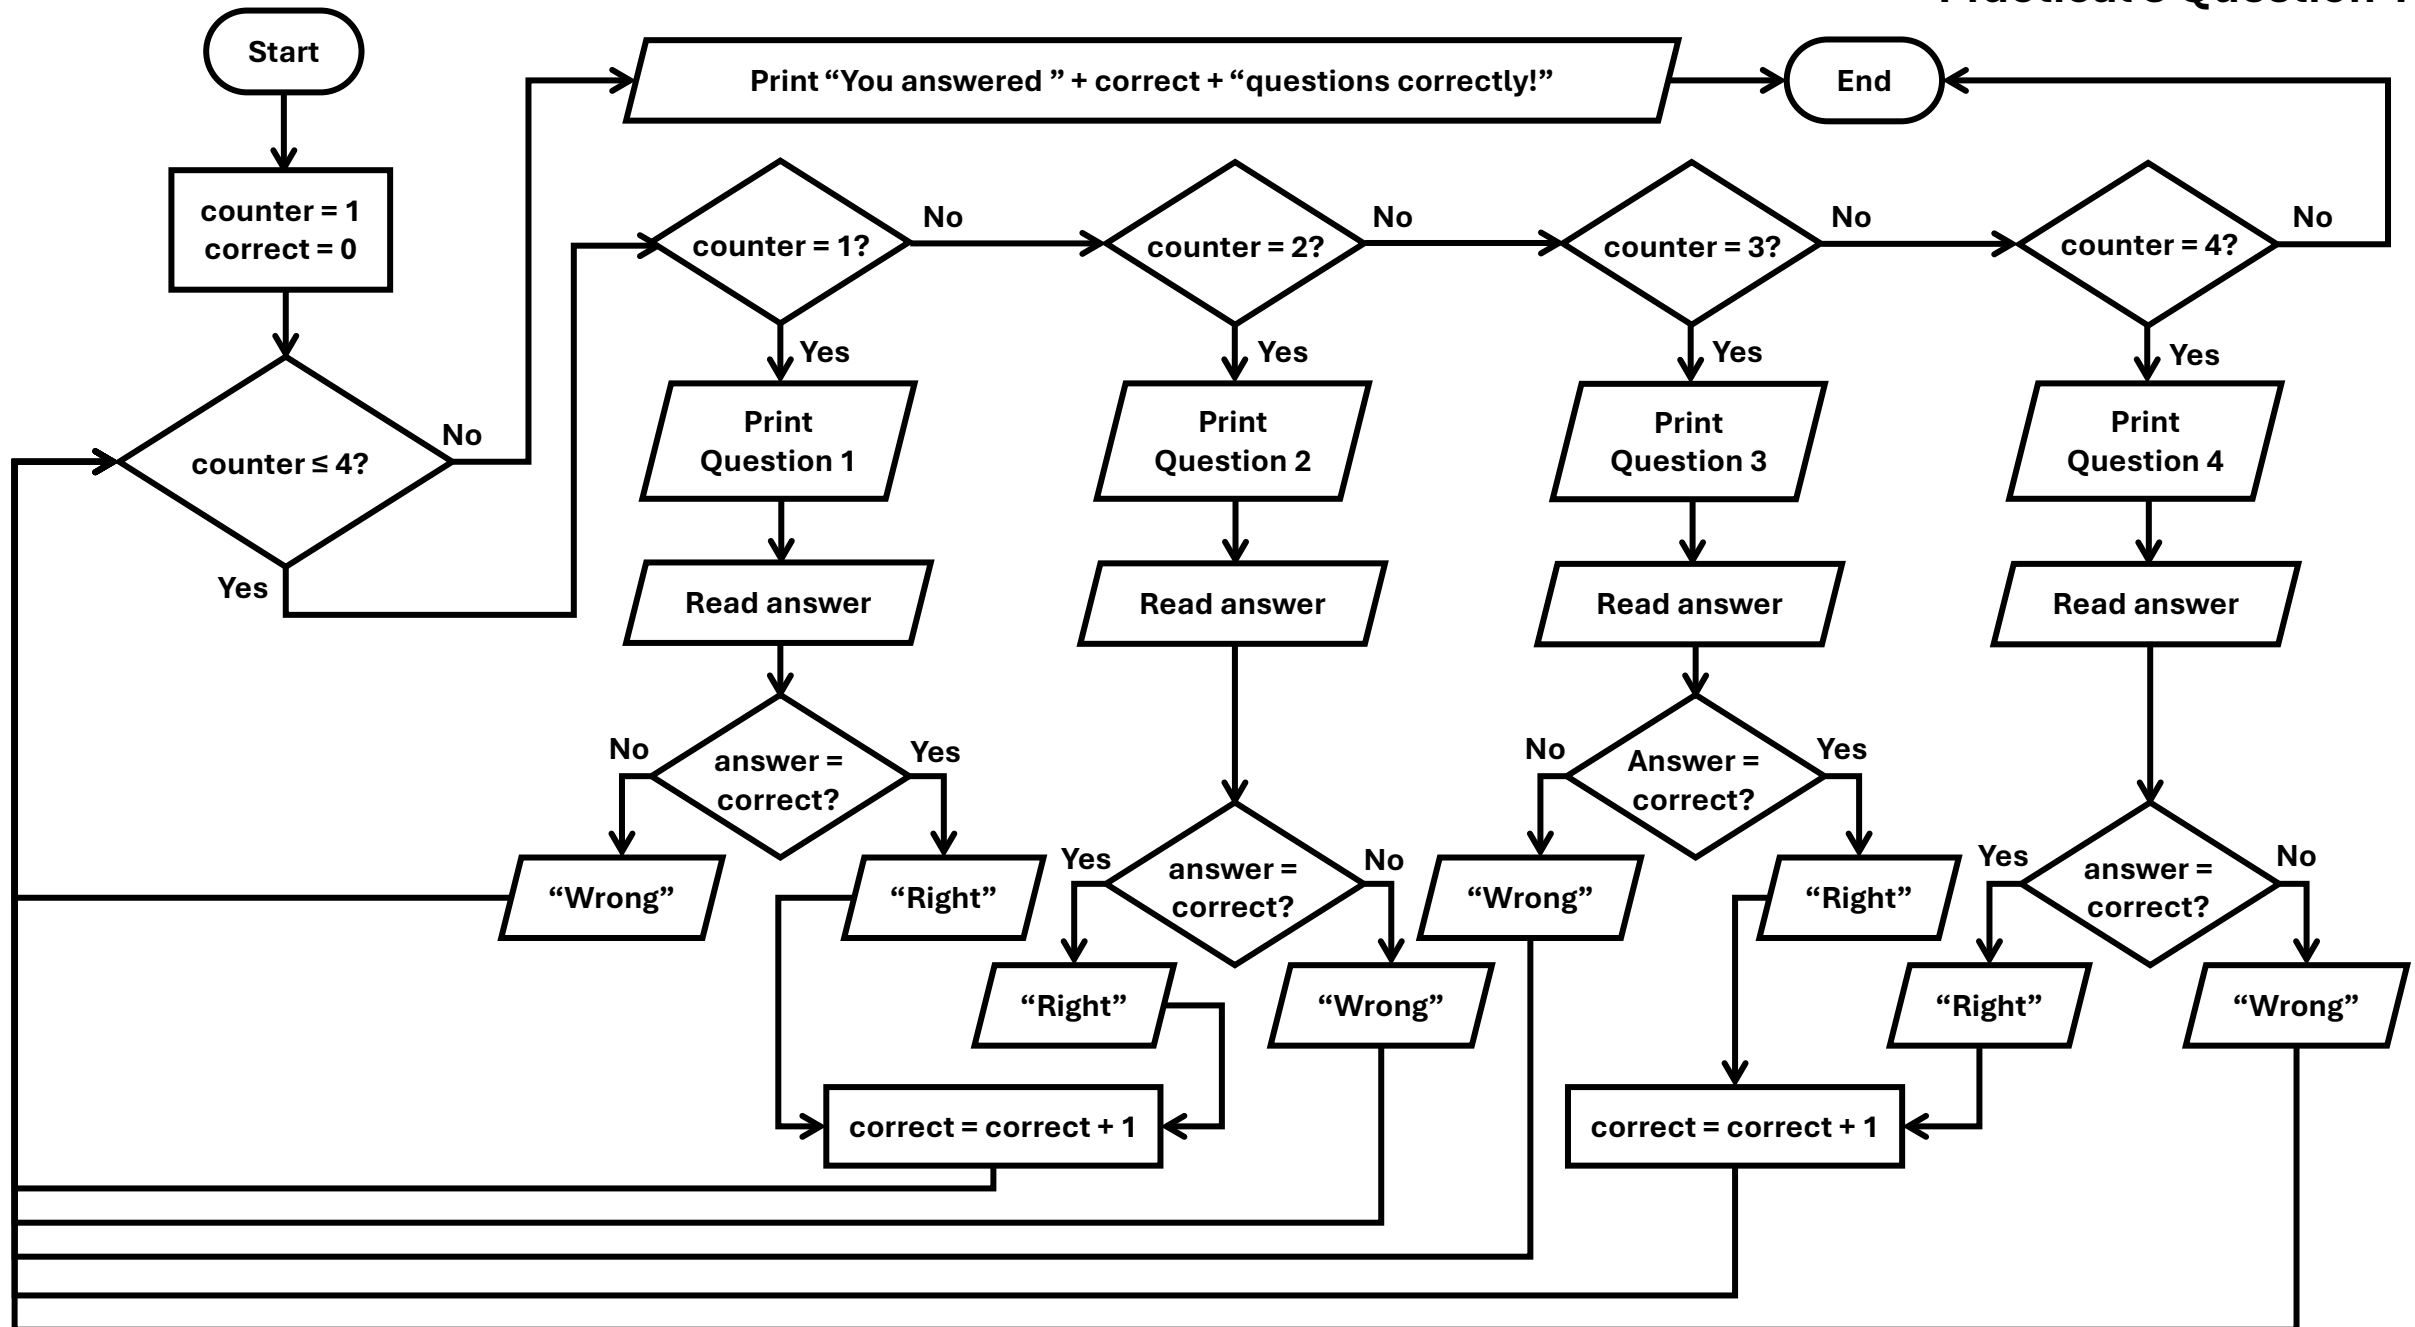 Start
Print “You answered ” + correct + “questions correctly!”
End
counter = 1
correct = 0
counter ≤ 4?
No
Yes
counter = 1?
No
counter = 2?
No
counter = 3?
No
counter = 4?
No
Yes
Yes
Yes
Yes
Print
Question 1
Print
Question 2
Print
Question 3
Print
Question 4
Read answer
Read answer
Read answer
Read answer
No
answer =
correct?
Yes
“Wrong”
“Right”
Yes
answer =
correct?
No
“Right”
“Wrong”
No
Answer =
correct?
Yes
“Wrong”
“Right”
Yes
answer =
correct?
No
“Right”
“Wrong”
correct = correct + 1
correct = correct + 1